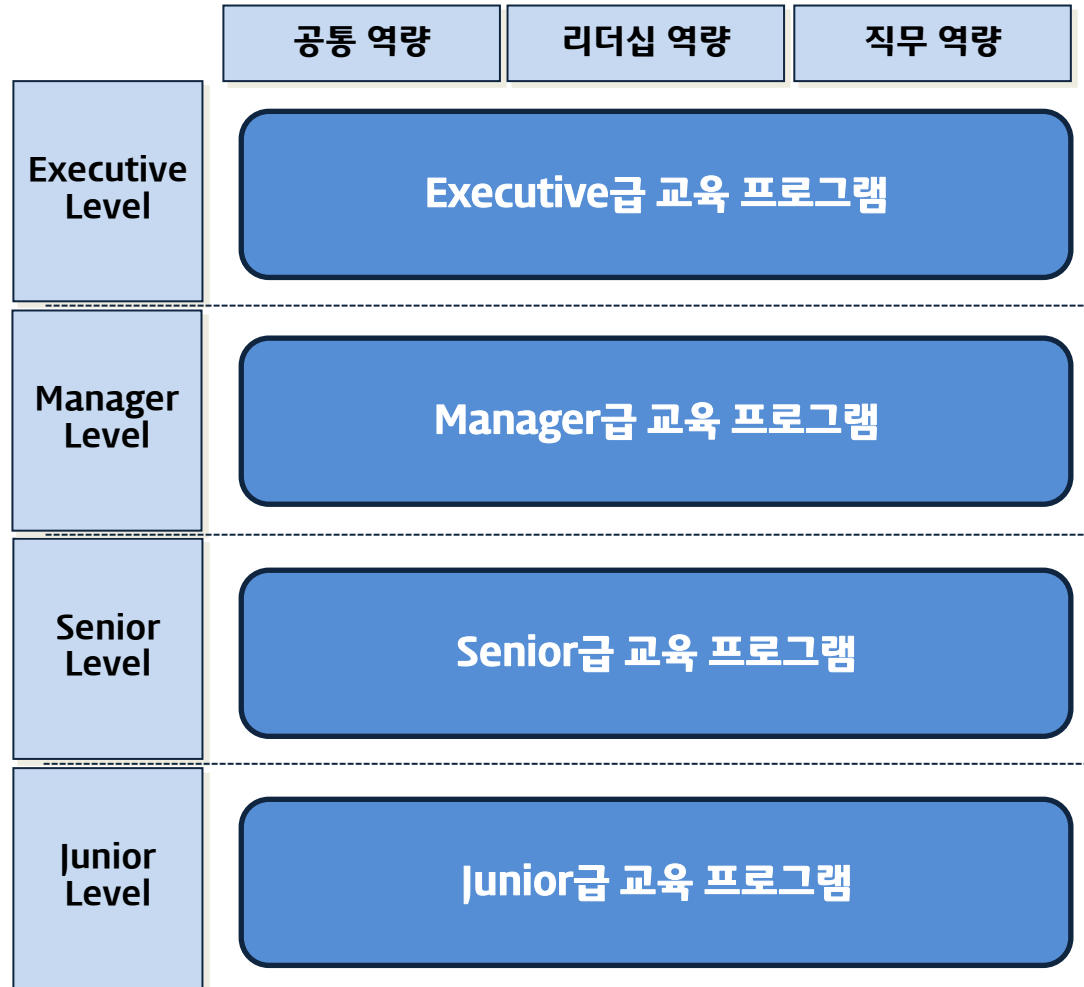 공통 역량
리더십 역량
직무 역량
Executive
Level
Executive급 교육 프로그램
Manager
Level
Manager급 교육 프로그램
Senior
Level
Senior급 교육 프로그램
Junior
Level
Junior급 교육 프로그램